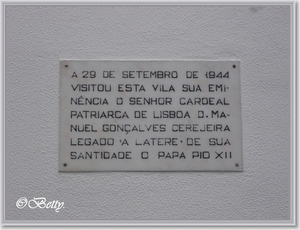 A 29 DE SETEMBRO DE 1944
VISITOU ESTA VILA SUA EMI-
NÊNCIA O SENHOR CARDEAL
PATRIARCA DE LISBOA D. MA-
NUEL GONÇALVES CEREJEIRA
LEGADO 'A LATERE' DE SUA
SANTIDADE O PAPA PIO XII
©Betty.